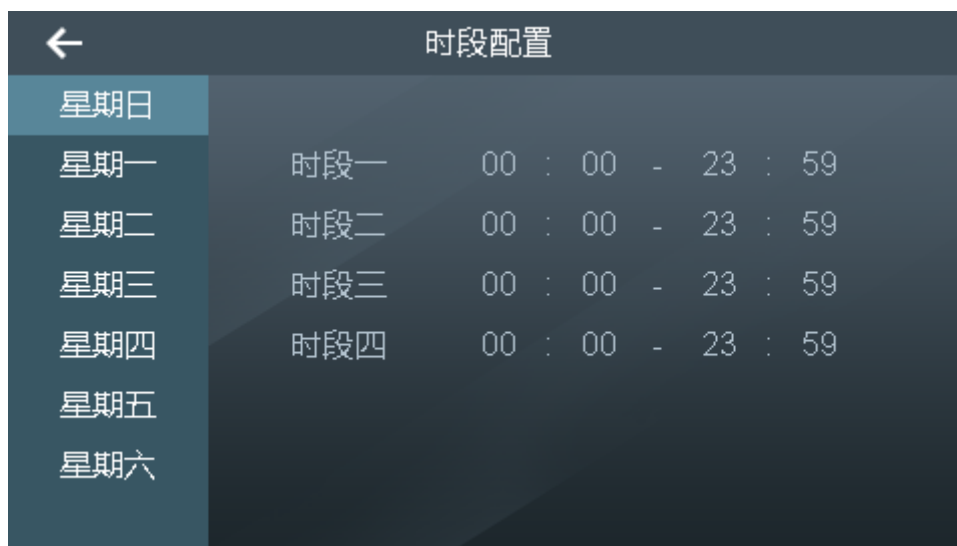 时段配置
星期日
星期一 时段一 00 : 00 - 23 : 59
星期二 时段二 00 : 00 - 23 : 59
星期三 时段三 00 : 00 - 23 : 59
星期四 时段四 00 : 00 - 23 : 59
星期五
星期六